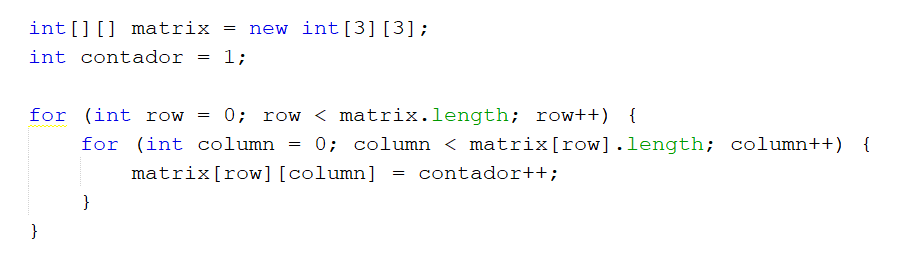 int[][] matrix = new int[3][3];
int contador = 1;
for (int row = 0; row < matrix.length; row++) {
for (int column = 0; column < matrix[row].length; column++) {
matrix[row][column] = contador++;
}
}